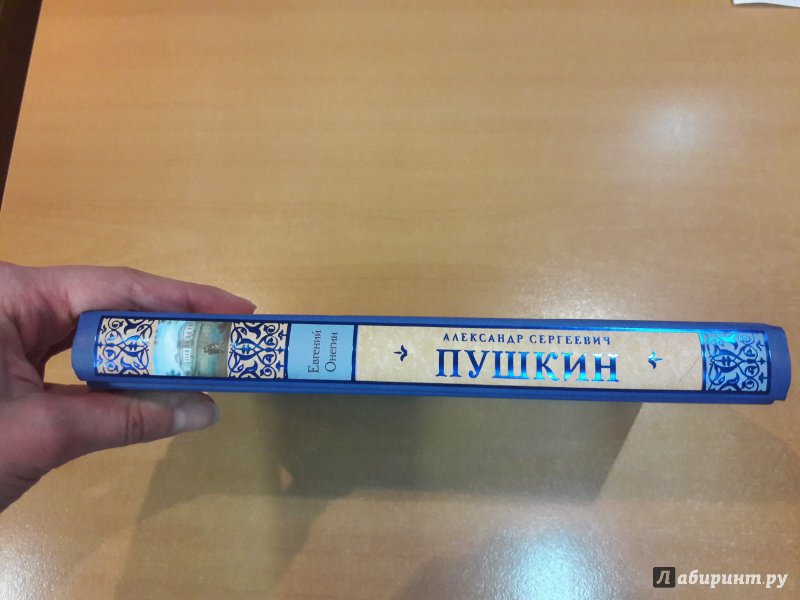 Евгений
Онегин
АЛЕКСАНДР СЕРГЕЕВИЧ
ПУШКИН
Лабиринт.ру